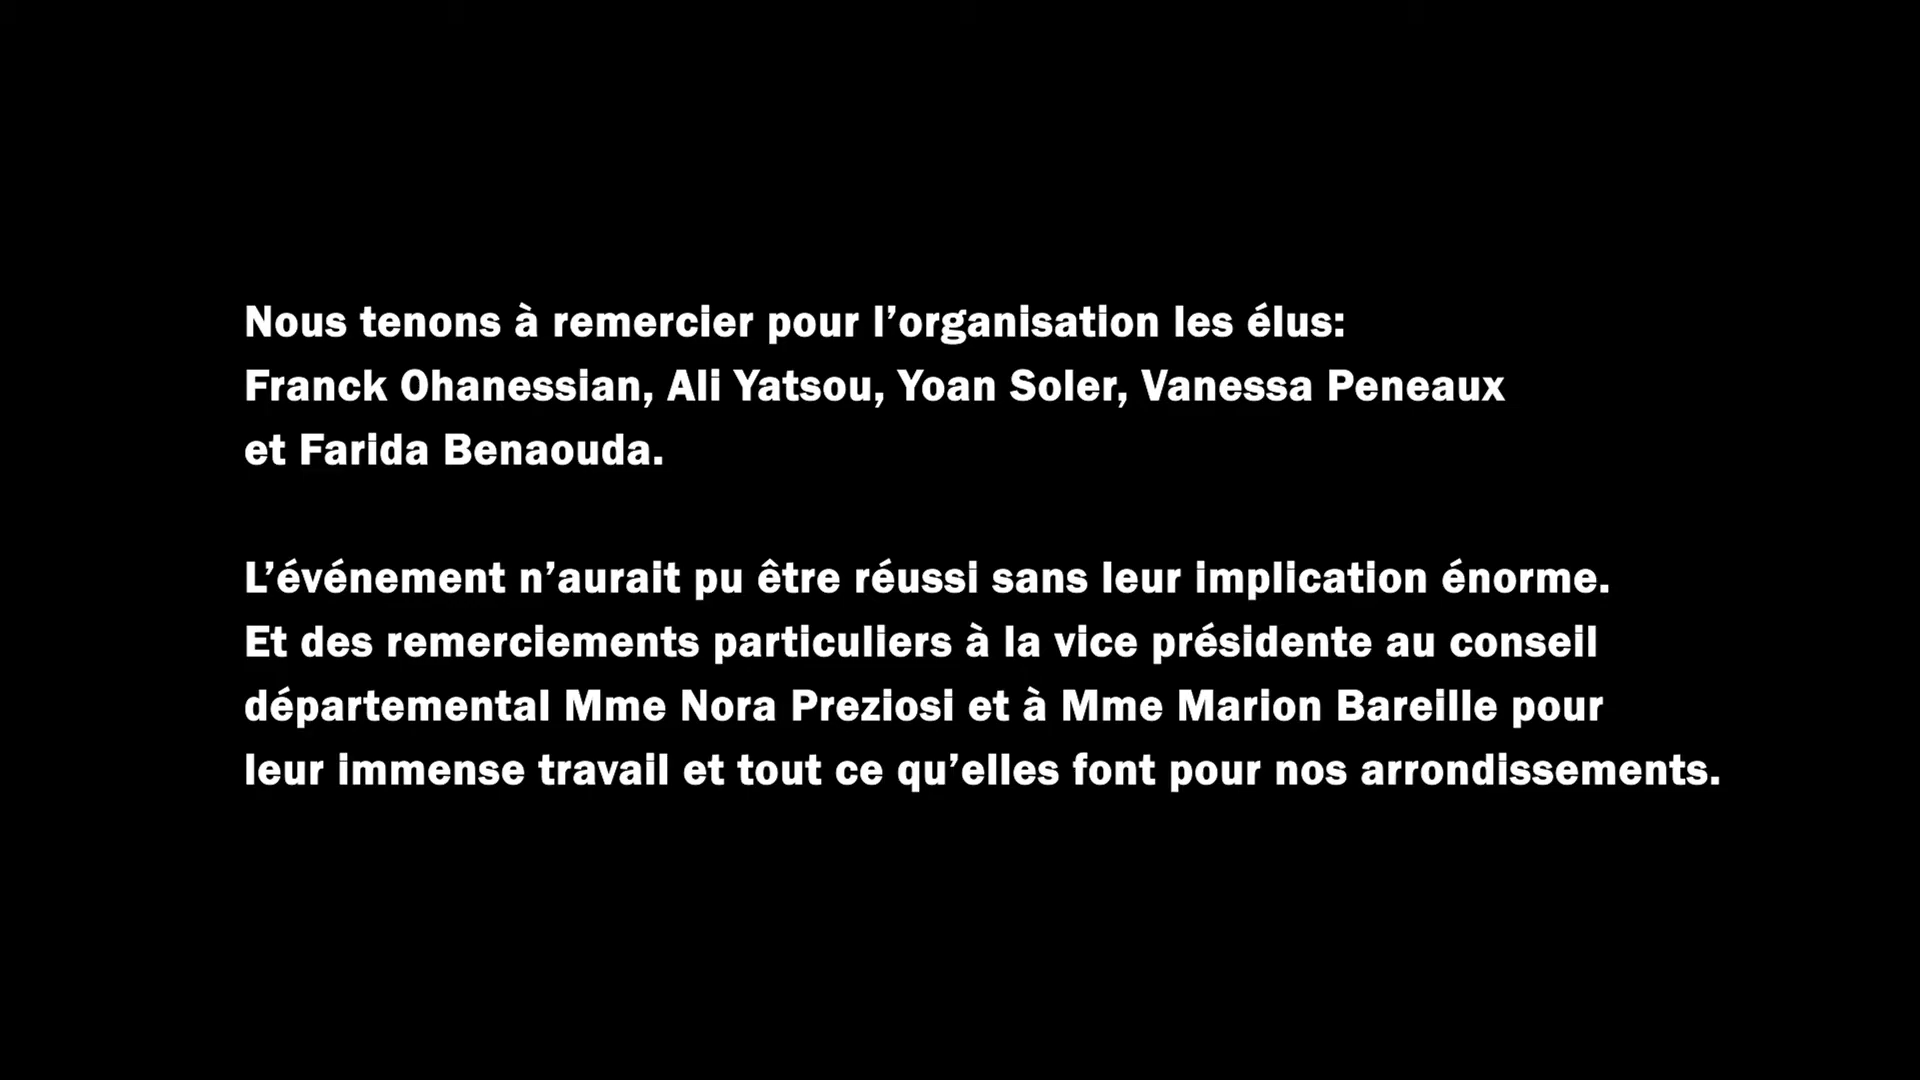 Nous tenons à remercier pour l’organisation les élus:
Franck Ohanessian, Ali Yatsou, Yoan Soler, Vanessa Peneaux
et Farida Benaouda.
L’événement n’aurait pu être réussi sans leur implication énorme.
Et des remerciements particuliers à la vice présidente au conseil
départemental Mme Nora Preziosi et à Mme Marion Bareille pour
leur immense travail et tout ce qu’elles font pour nos arrondissements.